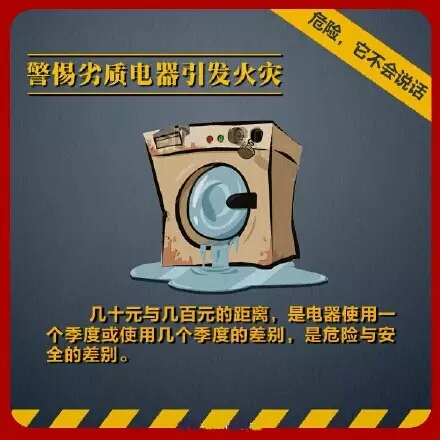 危险，它不会说话
警惕劣质电器引发火灾
几十元与几百元的距离，是电器使用一
个季度或使用几个季度的差别，是危险与安
全的差别。